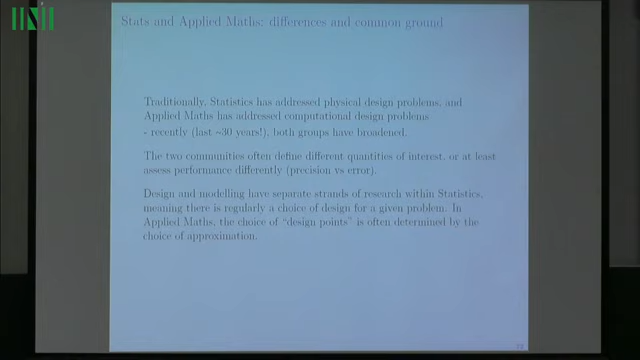 Stats and Applied Maths: differences and common ground
Traditionally, Statistics has addressed physical design problems, and
Applied Maths has addressed computational design problems
- recently (last ~30 years!), both groups have broadened.
The two communities often define different quantities of interest, or at least
assess performance differently (precision vs error).
Design and modelling have separate strands of research within Statistics,
meaning there is regularly a choice of design for a given problem. In
Applied Maths, the choice of “design points” is often determined by the
choice of approximation.